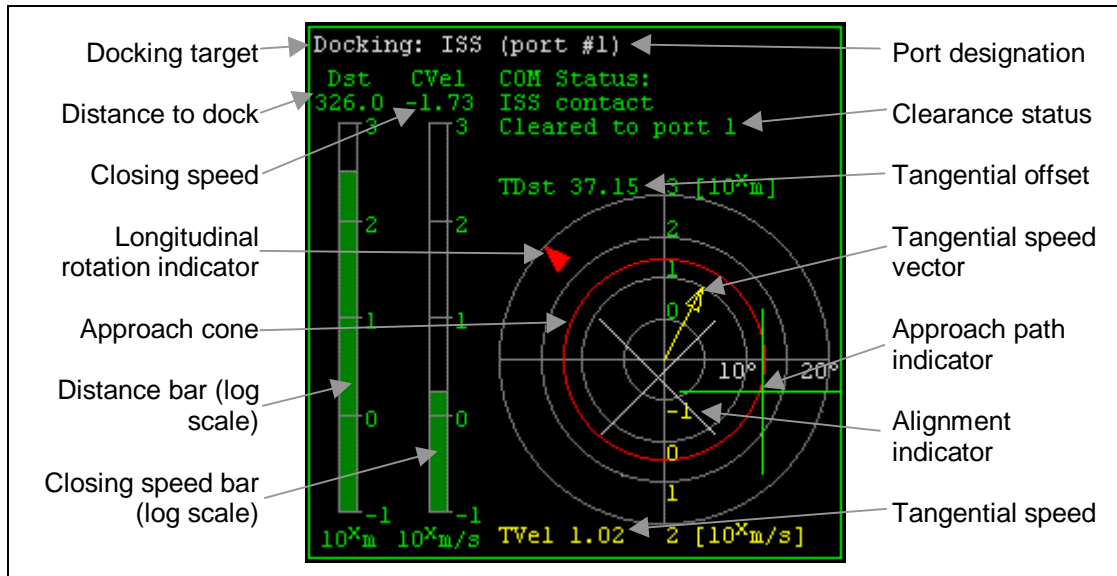 Docking target
Distance to dock
Closing speed
Longitudinal
rotation indicator
Approach cone
Distance bar (log
scale)
Closing speed bar
(log scale)
Docking: ISS (port #1)
Dst CVel COM Status:
326.0 -1.73 ISS contact
Cleared to port 1
3 3
TDst 37.15 3 [10^x m]
2 2 2
1
0
1 1
10° 20°
0 0 -1
0
1
-1 -1
10^x m 10^x m/s TVel 1.02 2 [10^x m/s]
Port designation
Clearance status
Tangential offset
Tangential speed
vector
Approach path
indicator
Alignment
indicator
Tangential speed